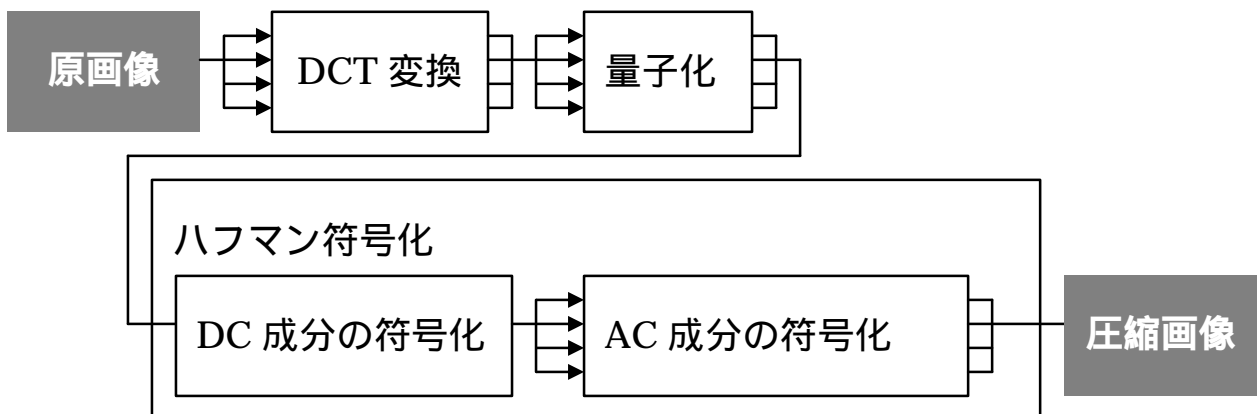 原画像
DCT 変換
量子化
ハフマン符号化
DC 成分の符号化
AC 成分の符号化
圧縮画像